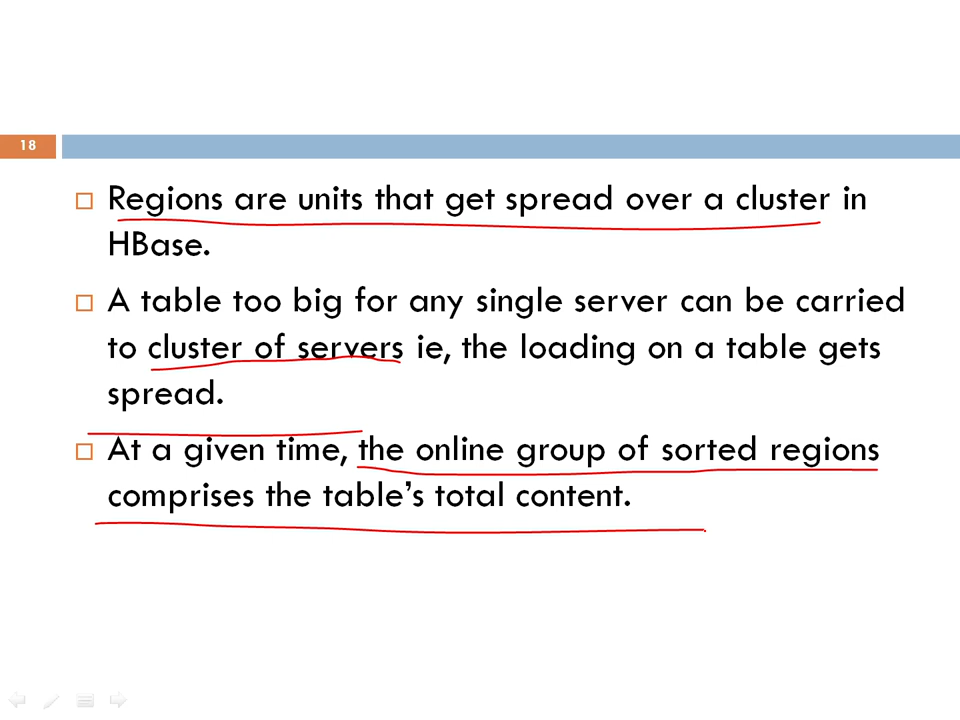 18
Regions are units that get spread over a cluster in
HBase.
A table too big for any single server can be carried
to cluster of servers ie, the loading on a table gets
spread.
At a given time, the online group of sorted regions
comprises the table’s total content.